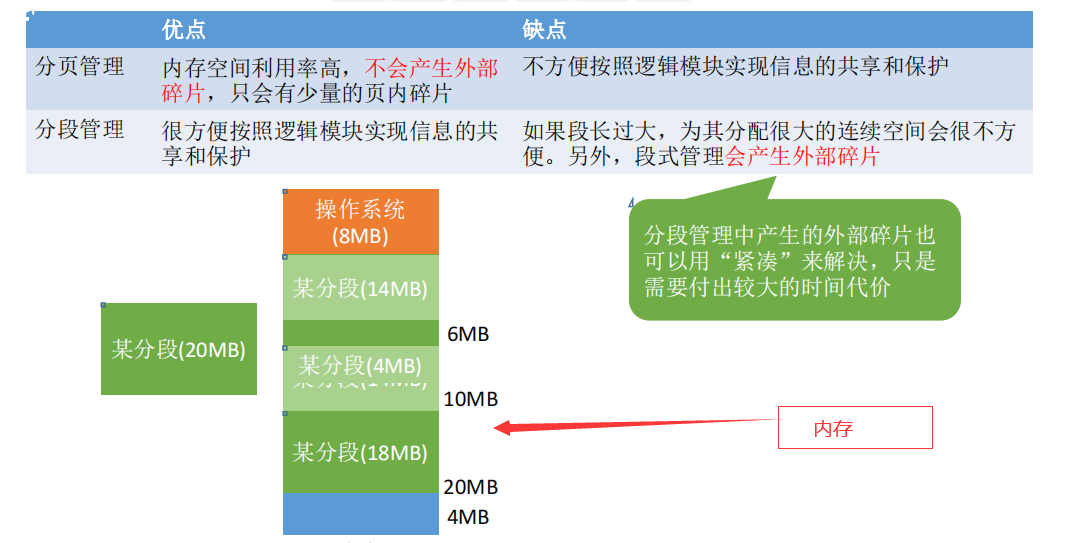 优点
缺点
分页管理
内存空间利用率高，不会产生外部
碎片，只会有少量的页内碎片
不方便按照逻辑模块实现信息的共享和保护
分段管理
很方便按照逻辑模块实现信息的共
享和保护
如果段长过大，为其分配很大的连续空间会很不方
便。另外，段式管理会产生外部碎片
操作系统
(8MB)
分段管理中产生的外部碎片也
可以用“紧凑”来解决，只是
需要付出较大的时间代价
某分段(14MB)
某分段(20MB)
6MB
某分段(4MB)
10MB
内存
某分段(18MB)
20MB
4MB